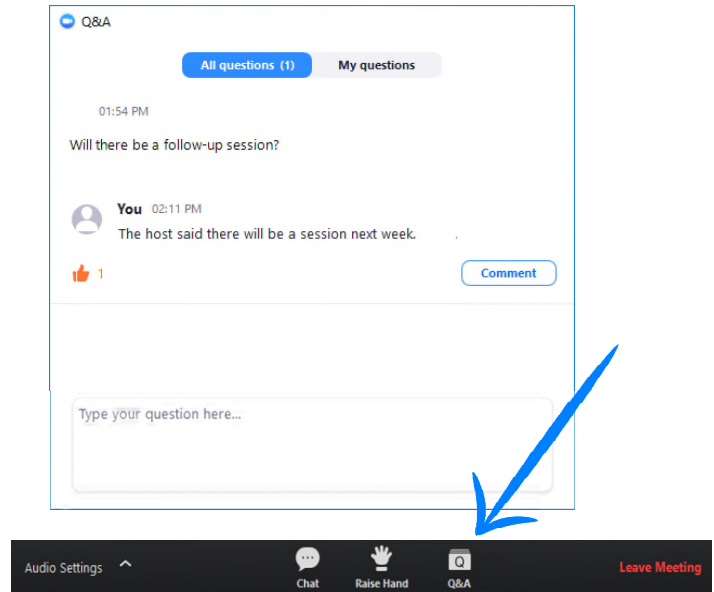 Q&A
All questions (1) My questions
01:54 PM
Will there be a follow-up session?
You 02:11 PM
The host said there will be a session next week. .
1
Comment
Type your question here...
Audio Settings
Chat
Raise Hand
Q
Q&A
Leave Meeting